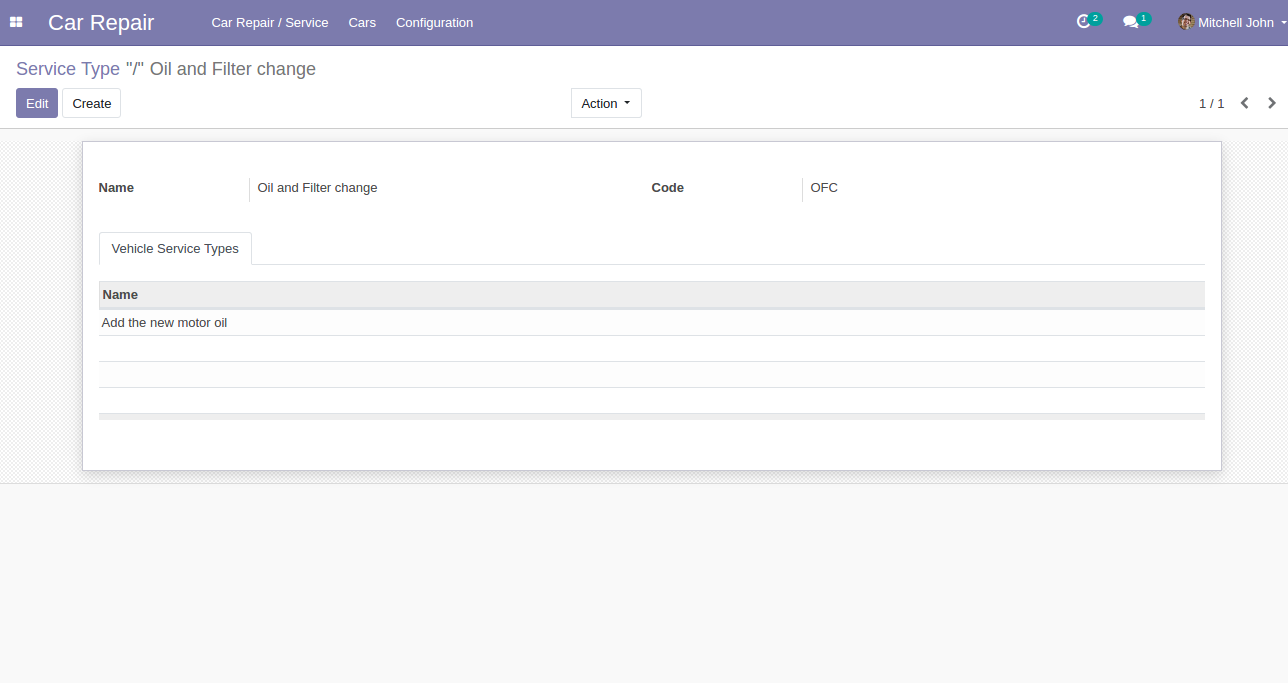 Car Repair Car Repair / Service Cars Configuration 2 1 Mitchell John
Service Type "/" Oil and Filter change
Edit Create Action 1 / 1
Name Oil and Filter change Code OFC
Vehicle Service Types
Name
Add the new motor oil